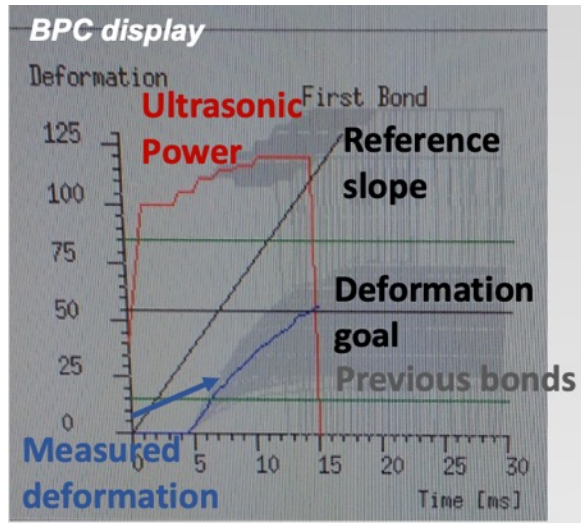 BPC display
Deformation
Ultrasonic
Power
First Bond
Reference
slope
125
100
75
50
25
0
Deformation
goal
Previous bonds
Measured
deformation
0 5 10 15 20 25 30
Time [ms]